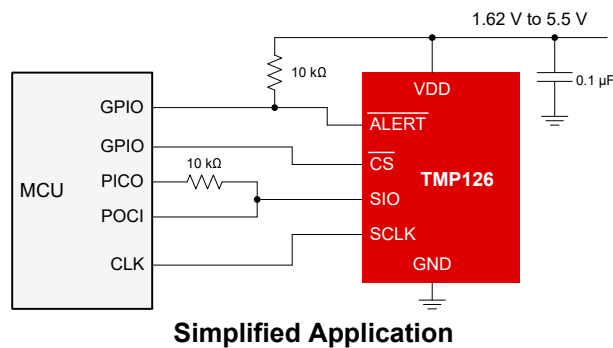 1.62 V to 5.5 V
10 kΩ
0.1 µF
VDD
GPIO
ALERT
GPIO
CS
10 kΩ
TMP126
MCU
PICO
SIO
POCI
SCLK
CLK
GND
Simplified Application